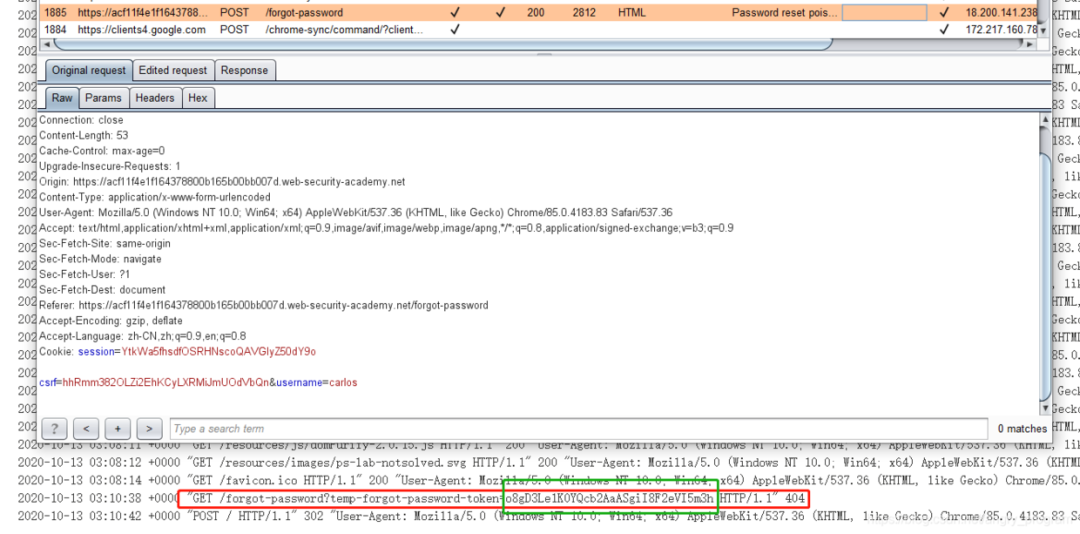 1885 https://acf11f4e1f1643788... POST /forgot-password ✓ ✓ 200 2812 HTML Password reset pois... ✓ 18.200.141.238
1884 https://clients4.google.com POST /chrome-sync/command/?client... ✓ ✓ 172.217.160.78
Original request Edited request Response
Raw Params Headers Hex
Connection: close
Content-Length: 53
Cache-Control: max-age=0
Upgrade-Insecure-Requests: 1
Origin: https://acf11f4e1f164378800b165b00bb007d.web-security-academy.net
Content-Type: application/x-www-form-urlencoded
User-Agent: Mozilla/5.0 (Windows NT 10.0; Win64; x64) AppleWebKit/537.36 (KHTML, like Gecko) Chrome/85.0.4183.83 Safari/537.36
Accept: text/html,application/xhtml+xml,application/xml;q=0.9,image/avif,image/webp,image/apng,*/*;q=0.8,application/signed-exchange;v=b3;q=0.9
Sec-Fetch-Site: same-origin
Sec-Fetch-Mode: navigate
Sec-Fetch-User: ?1
Sec-Fetch-Dest: document
Referer: https://acf11f4e1f164378800b165b00bb007d.web-security-academy.net/forgot-password
Accept-Encoding: gzip, deflate
Accept-Language: zh-CN,zh;q=0.9,en;q=0.8
Cookie: session=YtkWa5fhsdfOSRHNscoQAVGlyZ50dY9o
csrf=hhRmm382OLZi2EhKCyLXRMiJmUOdVbQn&username=carlos
? < + > Type a search term 0 matches
2020-10-13 03:08:11 +0000 "GET /resources/js/domPurify-2.0.15.js HTTP/1.1" 200 "User-Agent: Mozilla/5.0 (Windows NT 10.0; Win64; x64) AppleWebKit/537.36 (KHTML
2020-10-13 03:08:12 +0000 "GET /resources/images/ps-lab-notsolved.svg HTTP/1.1" 200 "User-Agent: Mozilla/5.0 (Windows NT 10.0; Win64; x64) AppleWebKit/537.36 (KHTM
2020-10-13 03:08:14 +0000 "GET /favicon.ico HTTP/1.1" 200 "User-Agent: Mozilla/5.0 (Windows NT 10.0; Win64; x64) AppleWebKit/537.36 (KHTML, like Gecko) Chrome/85.0
2020-10-13 03:10:38 +0000 "GET /forgot-password?temp-forgot-password-token=o8gD3Le1K0YQcb2AaASgiI8F2eVI5m3h HTTP/1.1" 404
2020-10-13 03:10:42 +0000 "POST / HTTP/1.1" 302 "User-Agent: Mozilla/5.0 (Windows NT 10.0; Win64; x64) AppleWebKit/537.36 (KHTML, like Gecko) Chrome/85.0.4183.83 Sa